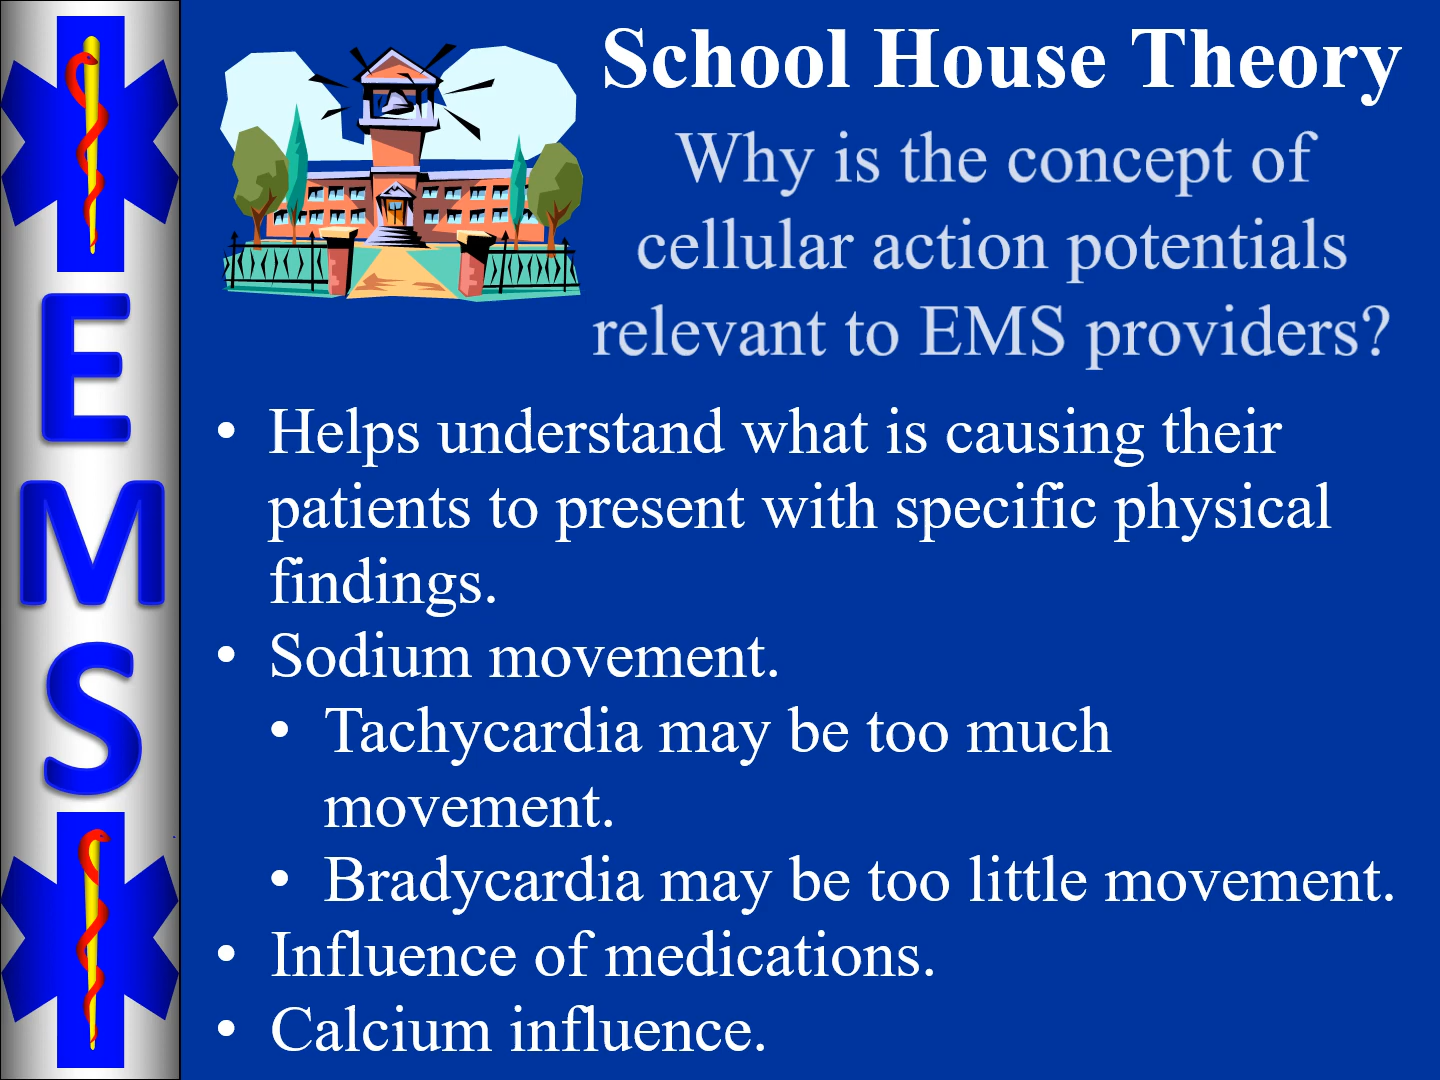 School House Theory
Why is the concept of
cellular action potentials
relevant to EMS providers?
• Helps understand what is causing their
patients to present with specific physical
findings.
• Sodium movement.
• Tachycardia may be too much
movement.
• Bradycardia may be too little movement.
• Influence of medications.
• Calcium influence.
E
M
S